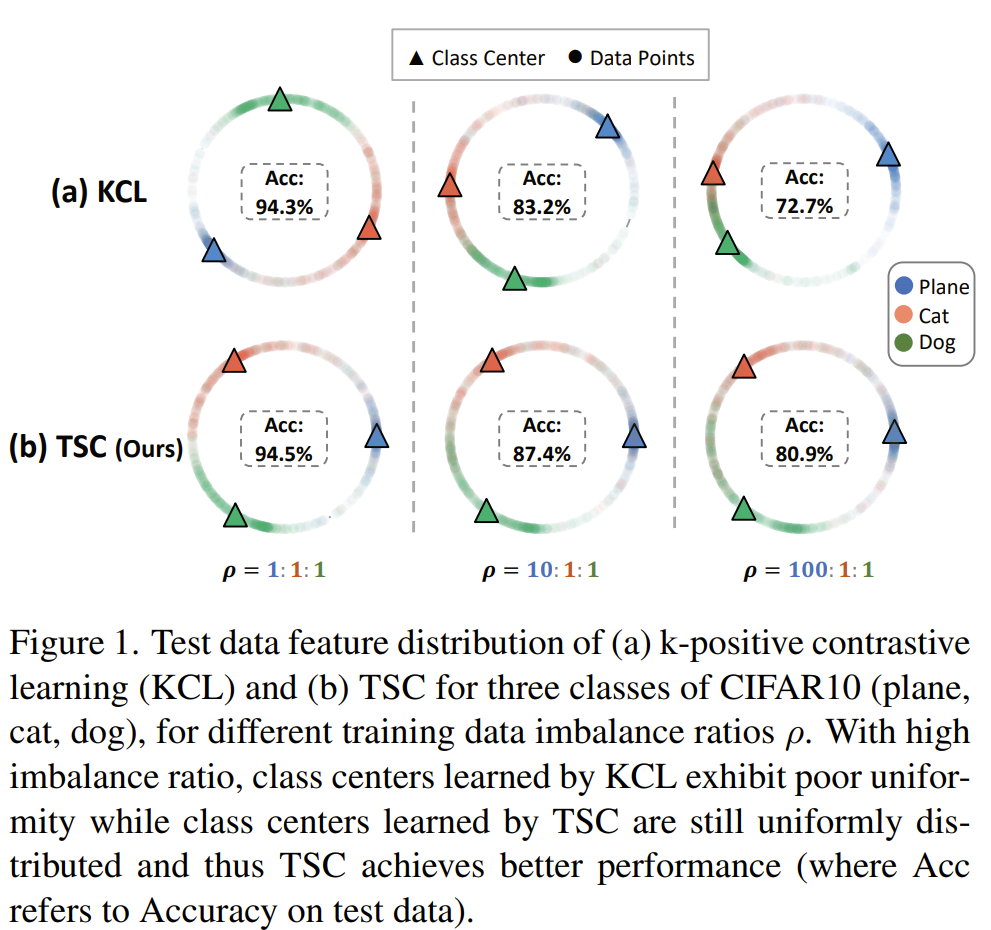 ▲ Class Center ● Data Points
(a) KCL
Acc:
94.3%
Acc:
83.2%
Acc:
72.7%
Plane
Cat
Dog
(b) TSC (Ours)
Acc:
94.5%
Acc:
87.4%
Acc:
80.9%
ρ = 1:1:1
ρ = 10:1:1
ρ = 100:1:1
Figure 1. Test data feature distribution of (a) k-positive contrastive
learning (KCL) and (b) TSC for three classes of CIFAR10 (plane,
cat, dog), for different training data imbalance ratios ρ. With high
imbalance ratio, class centers learned by KCL exhibit poor unifor-
mity while class centers learned by TSC are still uniformly dis-
tributed and thus TSC achieves better performance (where Acc
refers to Accuracy on test data).